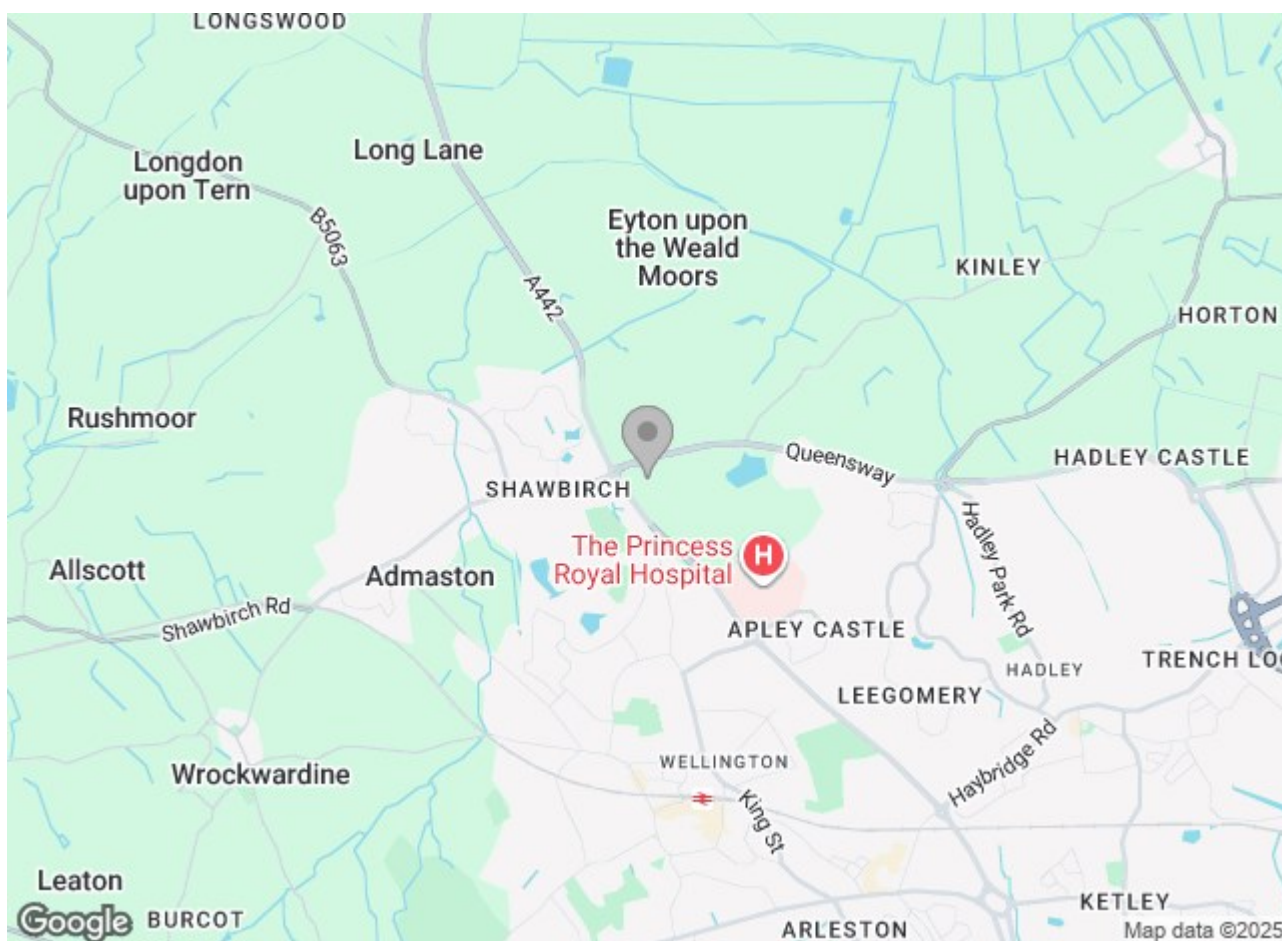 LONGSWOOD
Long Lane
Longdon
upon Tern
B5063
A442
Eyton upon
the Weald
Moors
KINLEY
HORTON
Rushmoor
Queensway
HADLEY CASTLE
SHAWBIRCH
Hadley Park Rd
The Princess
Royal Hospital
H
Allscott
Admaston
Shawbirch Rd
APLEY CASTLE
TRENCH LO
HADLEY
LEEGOMERY
Wrockwardine
WELLINGTON
Haybridge Rd
King St
Leaton
BURCOT
KETLEY
ARLESTON
Google
Map data ©2025